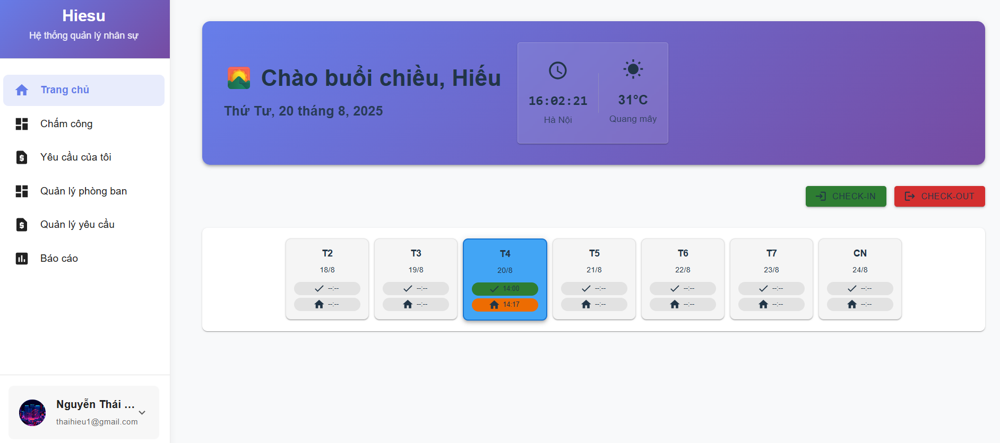 Hiesu
Hệ thống quản lý nhân sự
Trang chủ
Chấm công
Yêu cầu của tôi
Quản lý phòng ban
Quản lý yêu cầu
Báo cáo
Nguyễn Thái ...
thaihieu1@gmail.com
Chào buổi chiều, Hiếu
Thứ Tư, 20 tháng 8, 2025
16:02:21
Hà Nội
31°C
Quang mây
CHECK-IN
CHECK-OUT
T2
18/8
--:--
--:--
T3
19/8
--:--
--:--
T4
20/8
14:00
14:17
T5
21/8
--:--
--:--
T6
22/8
--:--
--:--
T7
23/8
--:--
--:--
CN
24/8
--:--
--:--